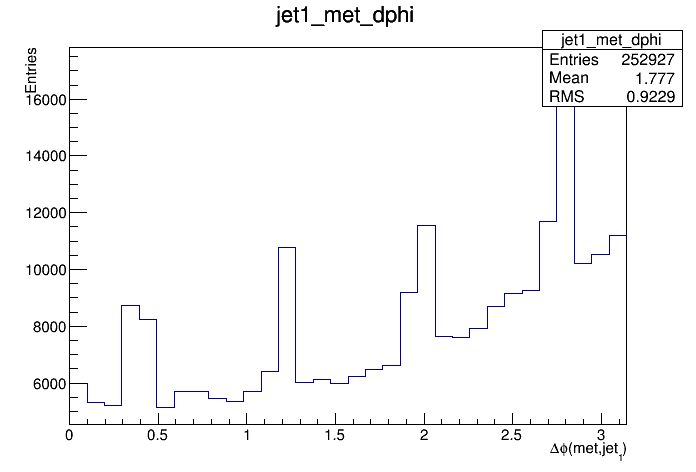 jet1_met_dphi
jet1_met_dphi
Entries 252927
Mean 1.777
RMS 0.9229
Entries
16000
14000
12000
10000
8000
6000
0 0.5 1 1.5 2 2.5 3
Δϕ(met,jet₁)